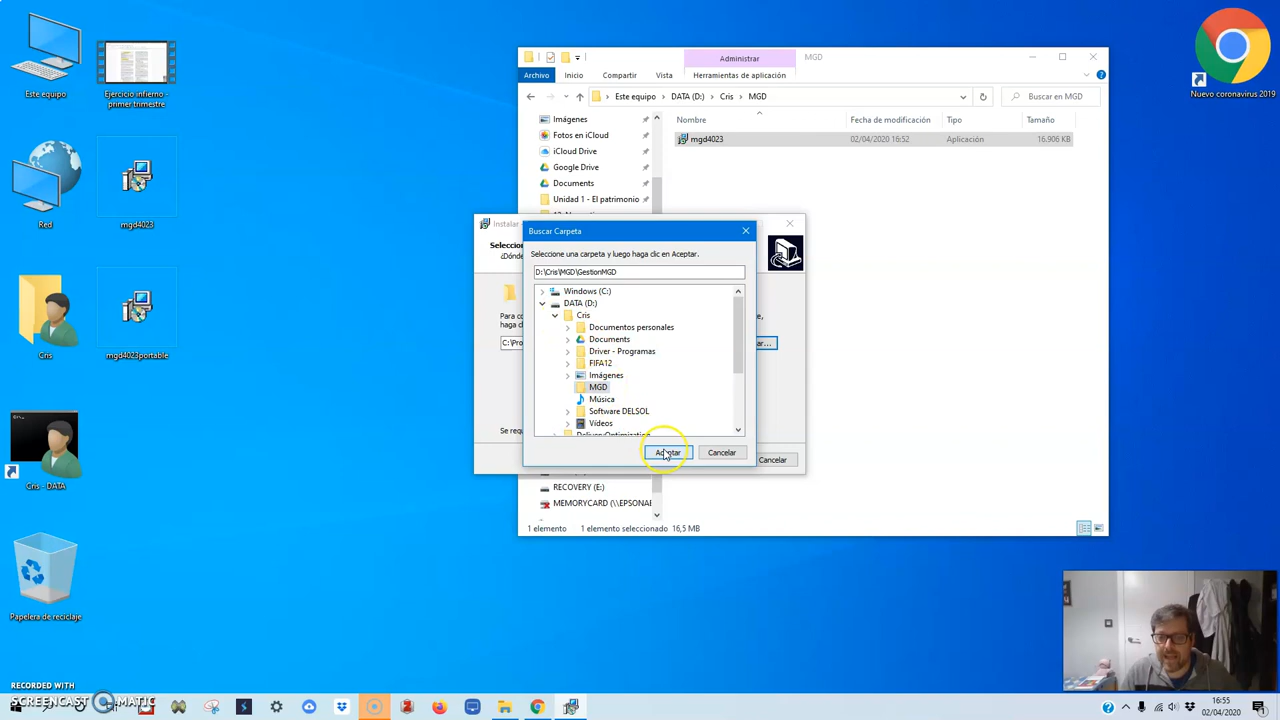 Este equipo
Ejercicio infierno -
primer trimestre
Red
mgd4023
Cris
mgd4023portable
Cris - DATA
Papelera de reciclaje
Nuevo coronavirus 2019
Administrar
MGD
Archivo
Inicio
Compartir
Vista
Herramientas de aplicación
Este equipo > DATA (D:) > Cris > MGD
Buscar en MGD
Nombre
Fecha de modificación
Tipo
Tamaño
mgd4023
02/04/2020 16:52
Aplicación
16.906 KB
Imágenes
Fotos en iCloud
iCloud Drive
Google Drive
Documents
Unidad 1 - El patrimonio
RECOVERY (E:)
MEMORYCARD (\\EPSONAE
1 elemento
1 elemento seleccionado 16,5 MB
Instalar
Seleccio
¿Dónde
Para co
haga cl
C:\Pro
Se requ
Cancelar
Buscar Carpeta
Seleccione una carpeta y luego haga clic en Aceptar.
D:\Cris\MGD\GestionMGD
Windows (C:)
DATA (D:)
Cris
Documentos personales
Documents
Driver - Programas
FIFA12
Imágenes
MGD
Música
Software DELSOL
Vídeos
DeliveryOptimization
Aceptar
Cancelar
RECORDED WITH
SCREENCAST MATIC
16:55
02/04/2020